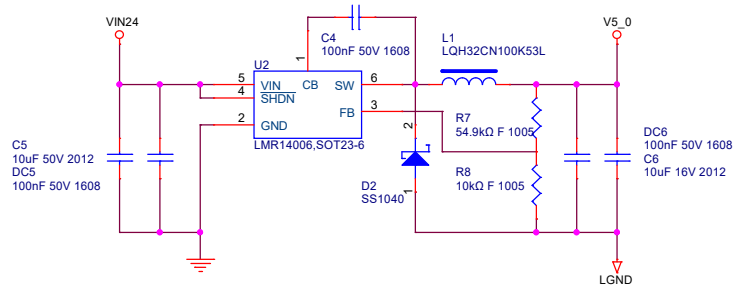 VIN24
V5_0
C4
100nF 50V 1608
L1
LQH32CN100K53L
U2
1
5
VIN
CB
SW
6
4
SHDN
FB
3
2
GND
LMR14006,SOT23-6
R7
54.9kΩ F 1005
C5
10uF 50V 2012
DC5
100nF 50V 1608
2
DC6
100nF 50V 1608
C6
10uF 16V 2012
R8
10kΩ F 1005
D2
SS1040
1
LGND